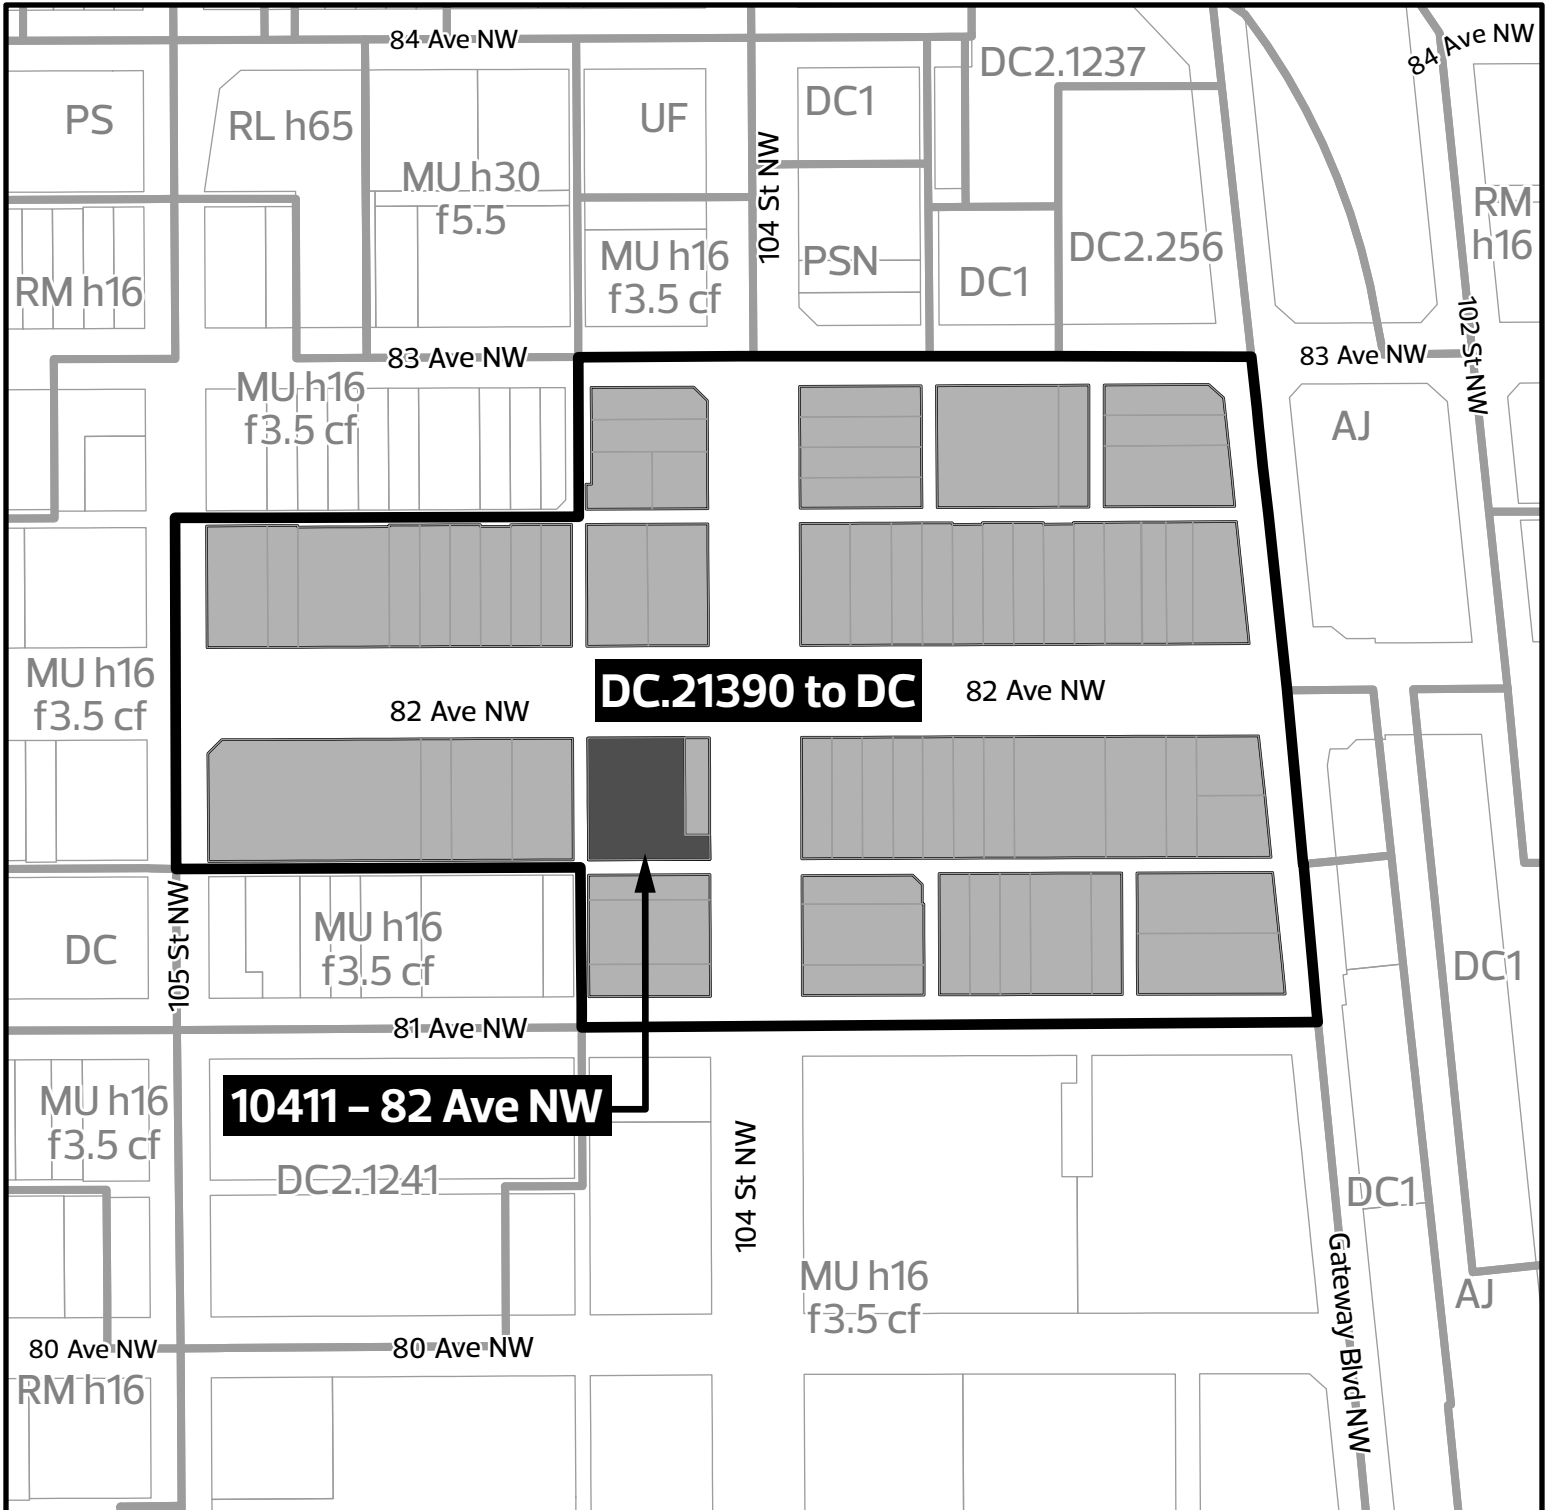 84 Ave NW
84 Ave NW
DC2.1237
PS
RL h65
UF
DC1
MU h30
f5.5
104 St NW
RM
h16
RM h16
MU h16
f3.5 cf
PSN
DC1
DC2.256
102 St NW
83 Ave NW
83 Ave NW
MU h16
f3.5 cf
AJ
MU h16
f3.5 cf
82 Ave NW
DC.21390 to DC
82 Ave NW
105 St NW
DC
MU h16
f3.5 cf
DC1
81 Ave NW
MU h16
f3.5 cf
10411 – 82 Ave NW
DC2.1241
104 St NW
DC1
MU h16
f3.5 cf
Gateway Blvd NW
AJ
80 Ave NW
80 Ave NW
RM h16